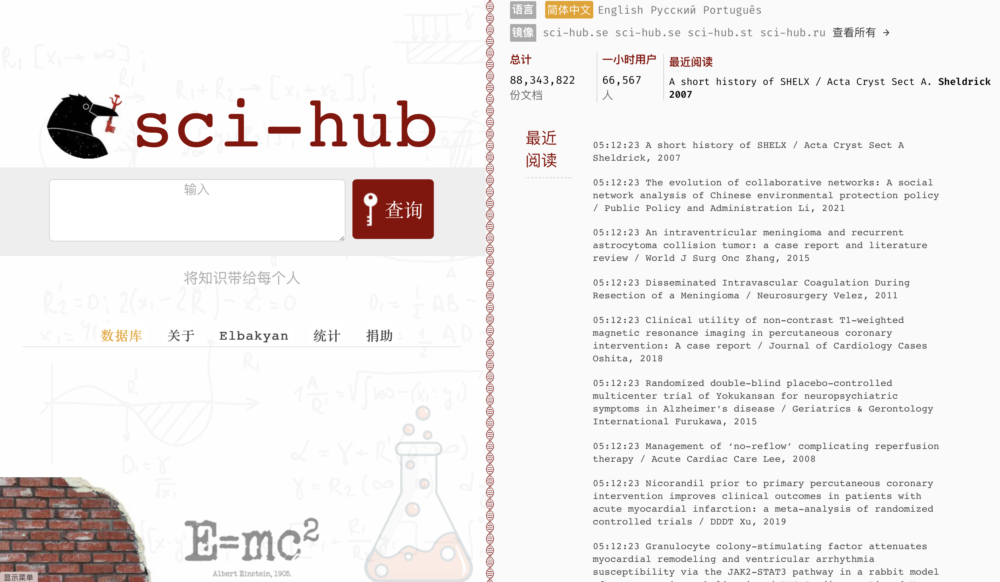 sci-hub
输入
查询
将知识带给每个人
数据库 关于 Elbakyan 统计 捐助
E=mc²
Albert Einstein, 1905.
显示菜单
语言 简体中文 English Русский Português
镜像 sci-hub.se sci-hub.se sci-hub.st sci-hub.ru 查看所有 →
总计
88,343,822
份文档
一小时用户
66,567
人
最近阅读
A short history of SHELX / Acta Cryst Sect A. Sheldrick
2007
最近
阅读
05:12:23 A short history of SHELX / Acta Cryst Sect A
Sheldrick, 2007
05:12:23 The evolution of collaborative networks: A social
network analysis of Chinese environmental protection policy
/ Public Policy and Administration Li, 2021
05:12:23 An intraventricular meningioma and recurrent
astrocytoma collision tumor: a case report and literature
review / World J Surg Onc Zhang, 2015
05:12:23 Disseminated Intravascular Coagulation During
Resection of a Meningioma / Neurosurgery Velez, 2011
05:12:23 Clinical utility of non-contrast T1-weighted
magnetic resonance imaging in percutaneous coronary
intervention: A case report / Journal of Cardiology Cases
Oshita, 2018
05:12:23 Randomized double-blind placebo-controlled
multicenter trial of Yokukansan for neuropsychiatric
symptoms in Alzheimer's disease / Geriatrics & Gerontology
International Furukawa, 2015
05:12:23 Management of ‘no-reflow’ complicating reperfusion
therapy / Acute Cardiac Care Lee, 2008
05:12:23 Nicorandil prior to primary percutaneous coronary
intervention improves clinical outcomes in patients with
acute myocardial infarction: a meta-analysis of randomized
controlled trials / DDDT Xu, 2019
05:12:23 Granulocyte colony-stimulating factor attenuates
myocardial remodeling and ventricular arrhythmia
susceptibility via the JAK2-STAT3 pathway in a rabbit model